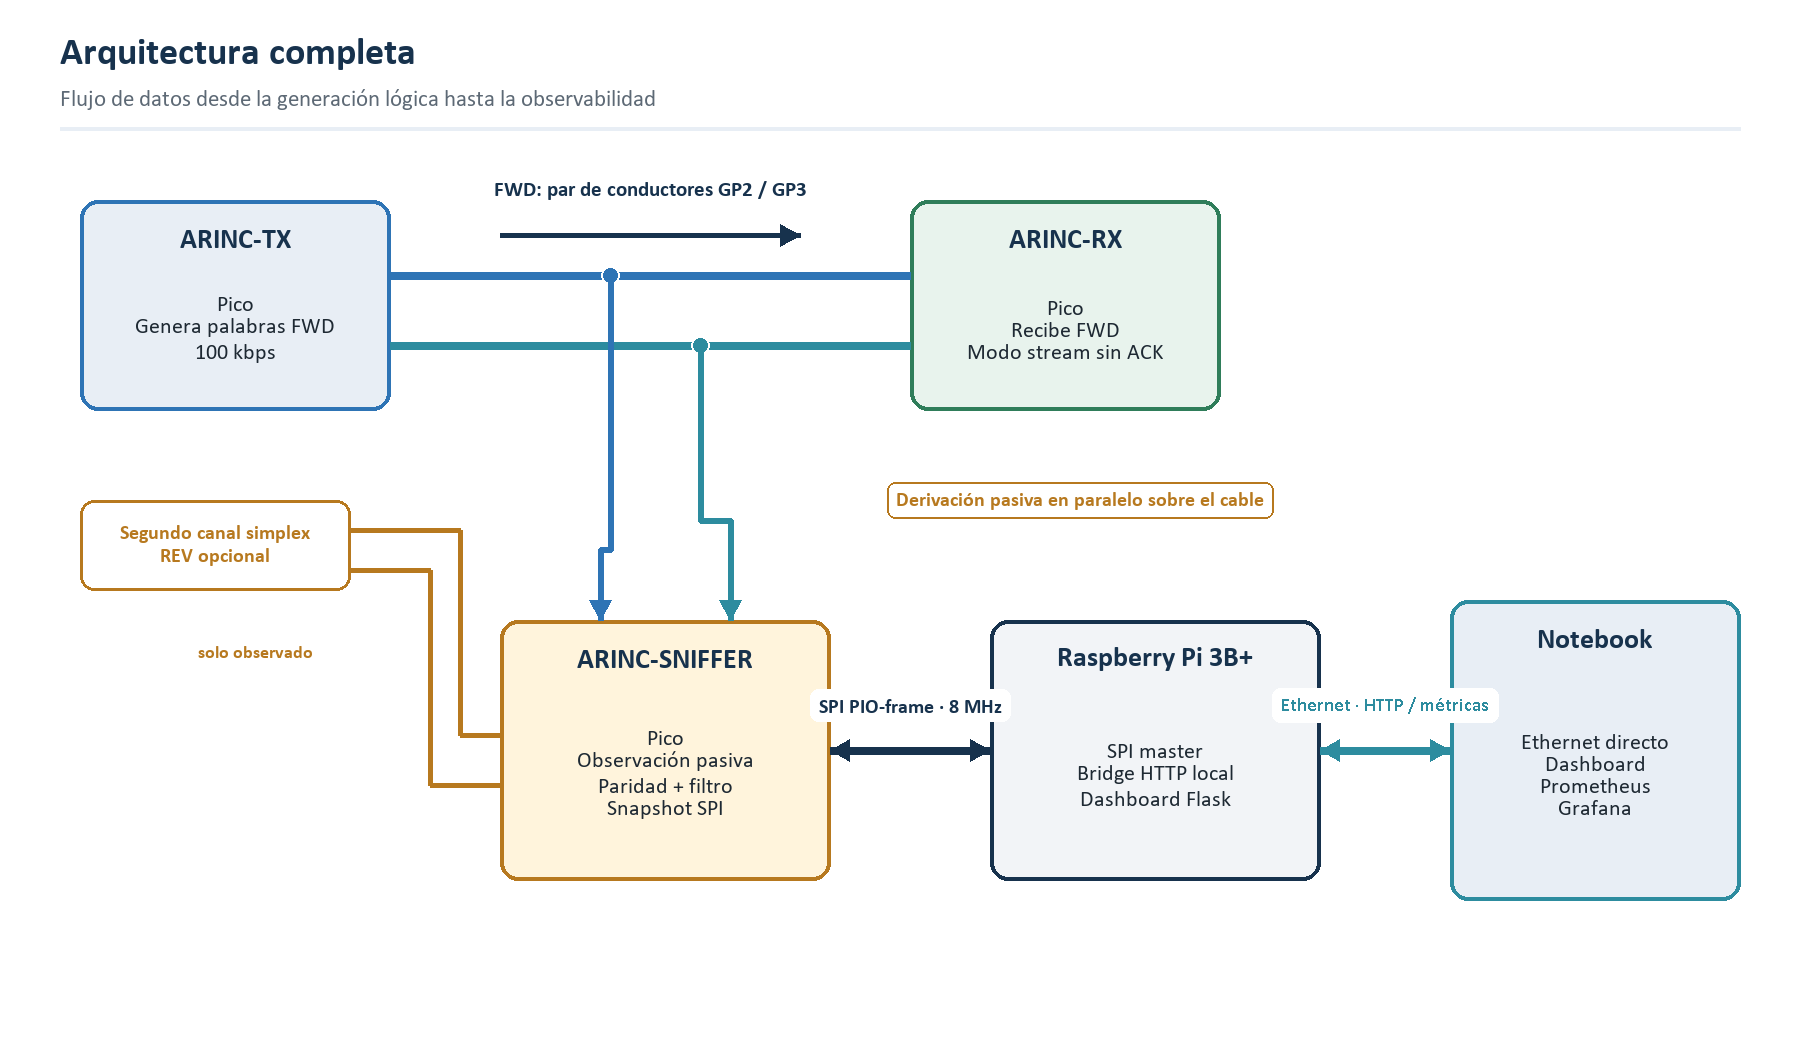 Arquitectura completa
Flujo de datos desde la generación lógica hasta la observabilidad
FWD: par de conductores GP2 / GP3
ARINC-TX
Pico
Genera palabras FWD
100 kbps
ARINC-RX
Pico
Recibe FWD
Modo stream sin ACK
Derivación pasiva en paralelo sobre el cable
Segundo canal simplex
REV opcional
solo observado
ARINC-SNIFFER
Pico
Observación pasiva
Paridad + filtro
Snapshot SPI
SPI PIO-frame · 8 MHz
Raspberry Pi 3B+
SPI master
Bridge HTTP local
Dashboard Flask
Ethernet · HTTP / métricas
Notebook
Ethernet directo
Dashboard
Prometheus
Grafana